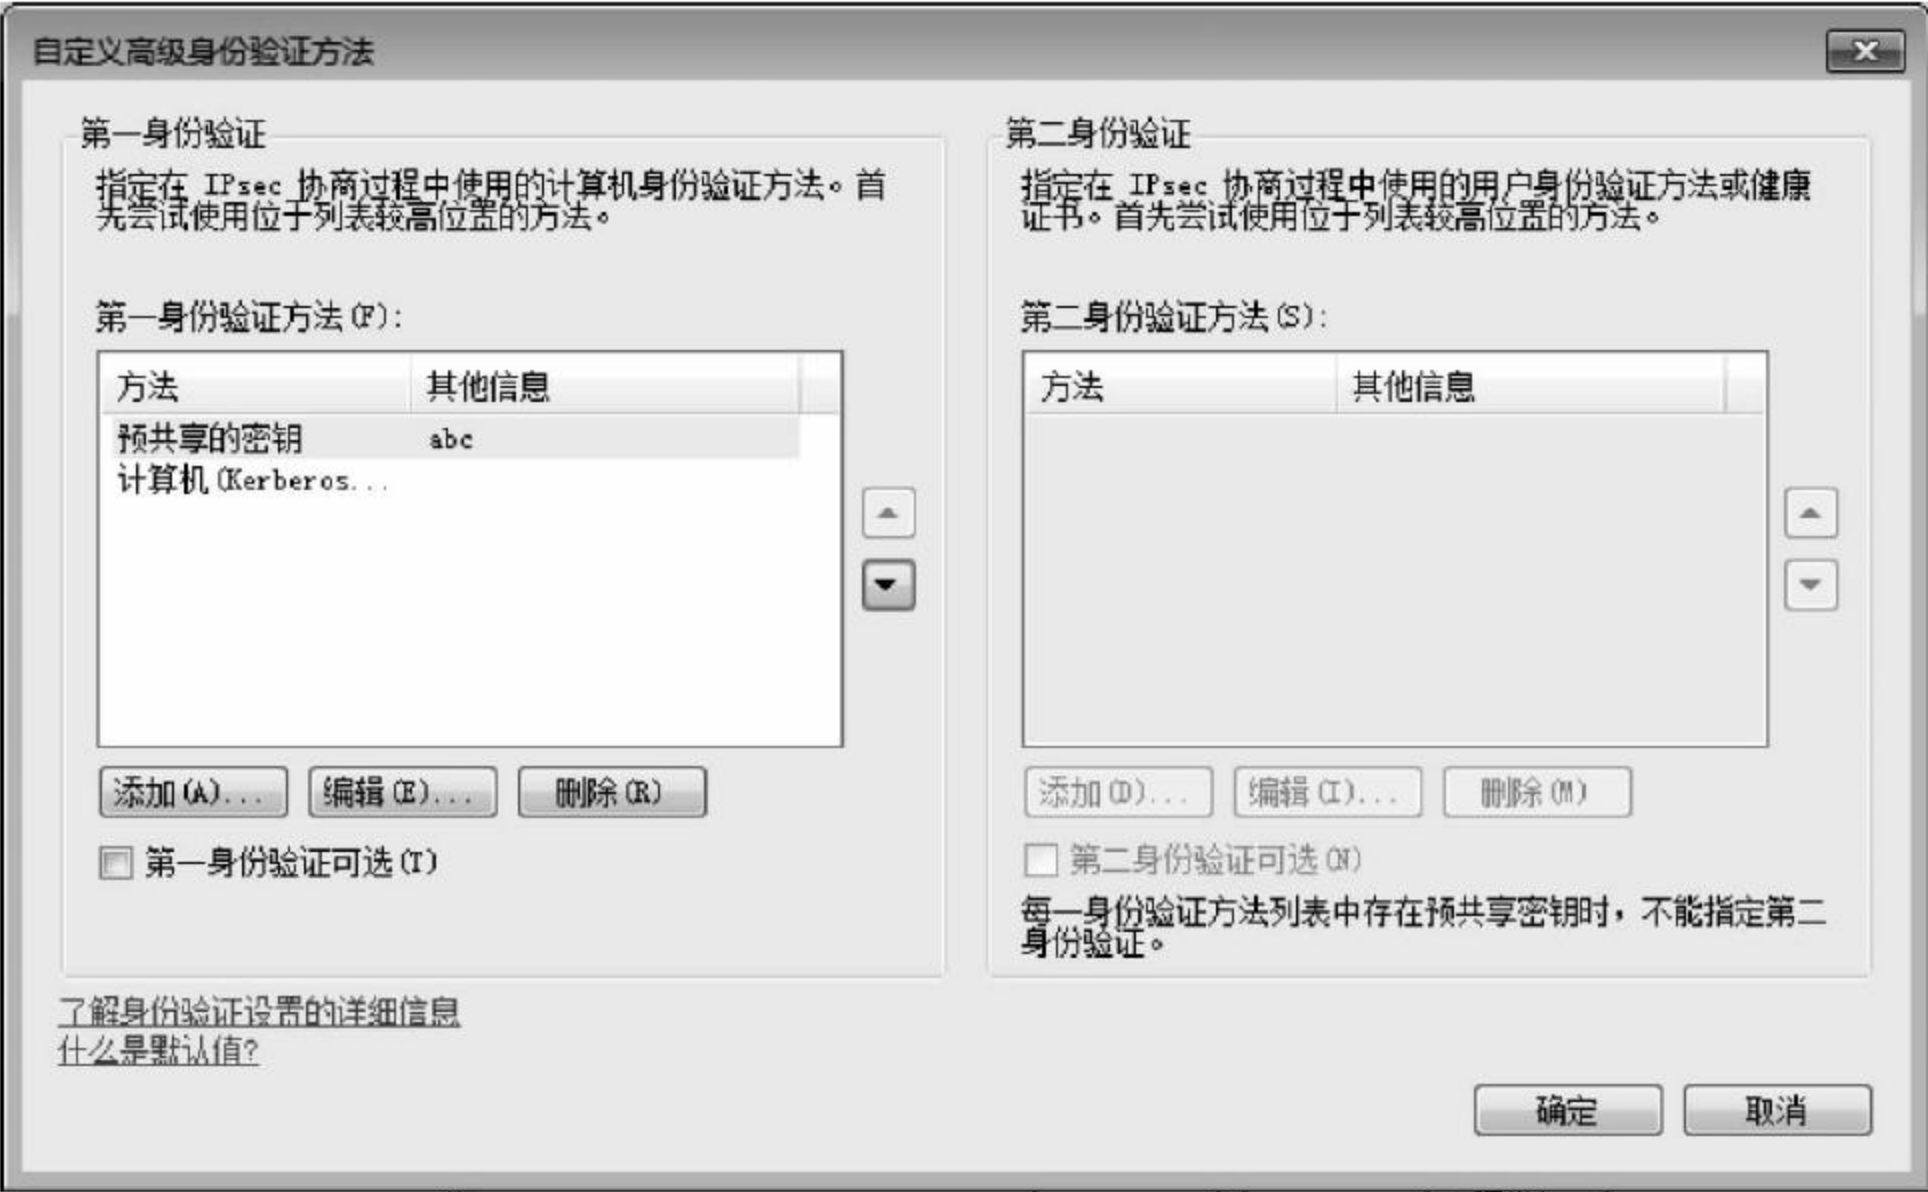 自定义高级身份验证方法
第一身份验证
指定在 IPsec 协商过程中使用的计算机身份验证方法。首
先尝试使用位于列表较高位置的方法。
第一身份验证方法(F):
方法 其他信息
预共享的密钥 abc
计算机(Kerberos...
添加(A)... 编辑(E)... 删除(R)
第一身份验证可选(T)
第二身份验证
指定在 IPsec 协商过程中使用的用户身份验证方法或健康
证书。首先尝试使用位于列表较高位置的方法。
第二身份验证方法(S):
方法 其他信息
添加(D)... 编辑(I)... 删除(M)
第二身份验证可选(N)
每一身份验证方法列表中存在预共享密钥时，不能指定第二
身份验证。
了解身份验证设置的详细信息
什么是默认值?
确定 取消